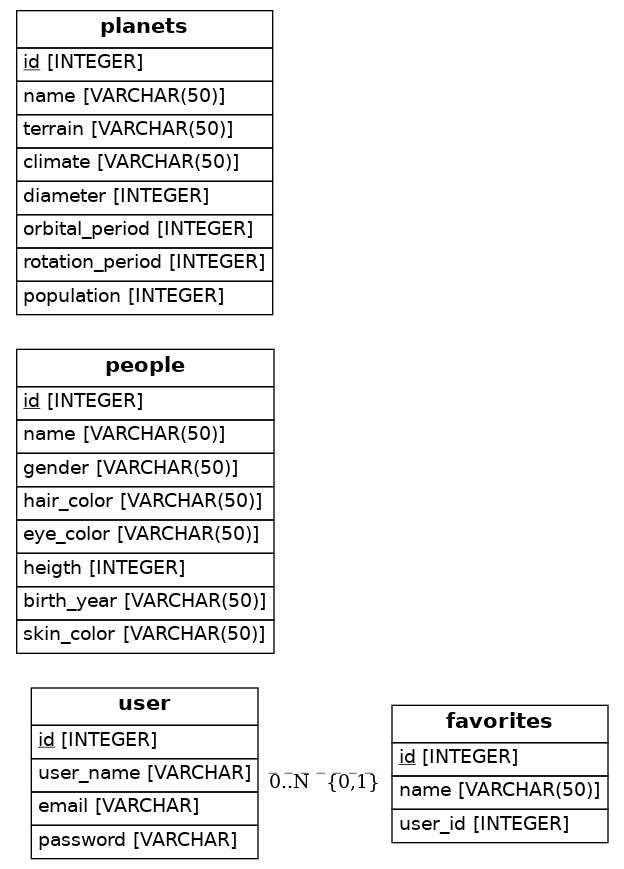 planets
id [INTEGER]
name [VARCHAR(50)]
terrain [VARCHAR(50)]
climate [VARCHAR(50)]
diameter [INTEGER]
orbital_period [INTEGER]
rotation_period [INTEGER]
population [INTEGER]
people
id [INTEGER]
name [VARCHAR(50)]
gender [VARCHAR(50)]
hair_color [VARCHAR(50)]
eye_color [VARCHAR(50)]
heigth [INTEGER]
birth_year [VARCHAR(50)]
skin_color [VARCHAR(50)]
user
id [INTEGER]
user_name [VARCHAR]
email [VARCHAR]
password [VARCHAR]
0..N {0,1}
favorites
id [INTEGER]
name [VARCHAR(50)]
user_id [INTEGER]